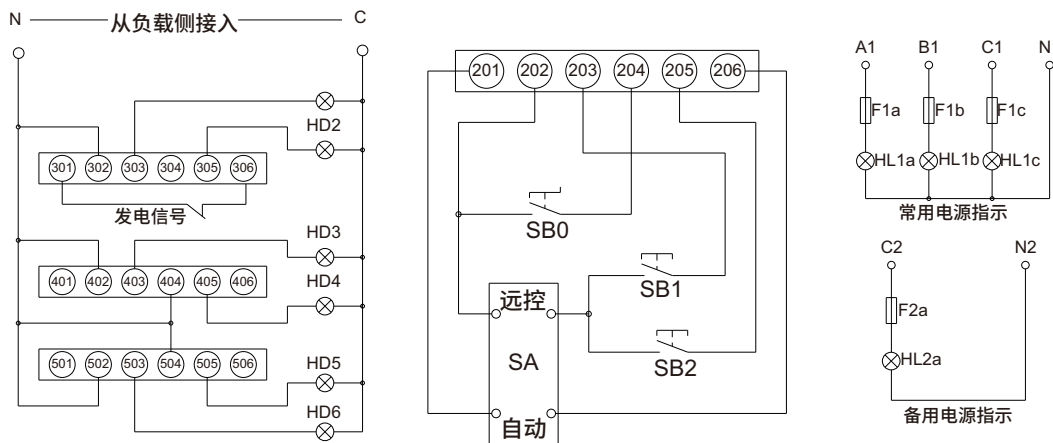 N 从负载侧接入 C
HD2
301 302 303 304 305 306
发电信号
HD3
401 402 403 404 405 406
HD4
501 502 503 504 505 506
HD5
HD6
201 202 203 204 205 206
SB0
SB1
远控
SA
SB2
自动
A1 B1 C1 N
F1a F1b F1c
HL1a HL1b HL1c
常用电源指示
C2 N2
F2a
HL2a
备用电源指示